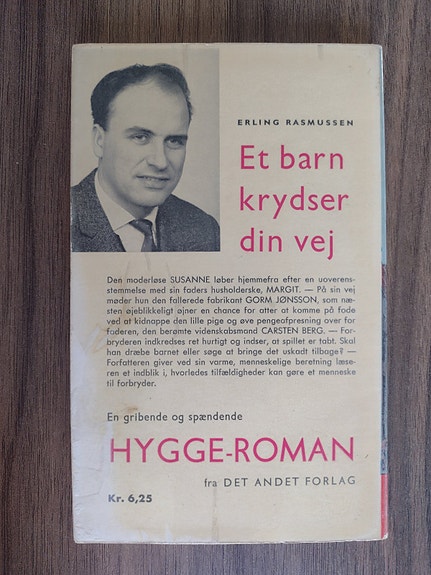 ERLING RASMUSSEN
Et barn
krydser
din vej
Den moderløse SUSANNE løber hjemmefra efter en uoverens-
stemmelse med sin faders husholderske, MARGIT. — På sin vej
møder hun den fallerede fabrikant GORM JØNSSON, som næ-
sten øjeblikkeligt øjner en chance for atter at komme på fode
ved at kidnappe den lille pige og øve pengeafpresning over for
faderen, den berømte videnskabsmand CARSTEN BERG. — For-
bryderen indkredses ret hurtigt og indser, at spillet er tabt. Skal
han dræbe barnet eller søge at bringe det uskadt tilbage? —
Forfatteren giver ved sin varme, menneskelige beretning læse-
ren et indblik i, hvorledes tilfældigheder kan gøre et menneske
til forbryder.
En gribende og spændende
HYGGE-ROMAN
fra DET ANDET FORLAG
Kr. 6,25